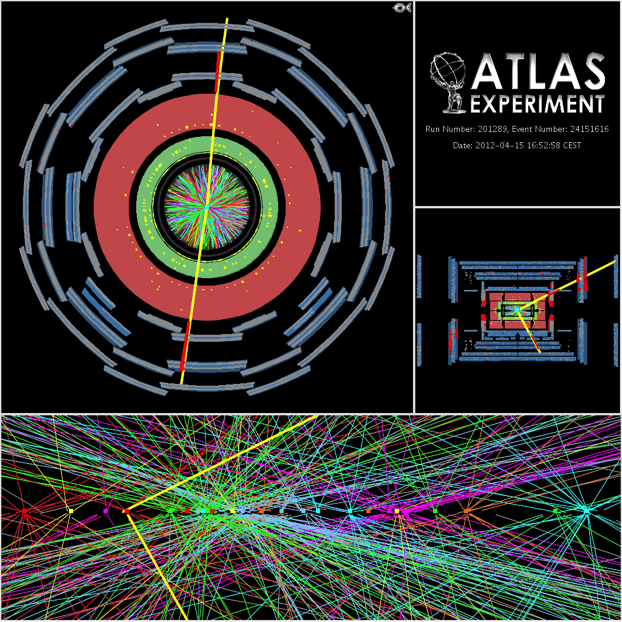 ATLAS
EXPERIMENT
Run Number: 201289, Event Number: 24151616
Date: 2012-04-15 16:52:58 CEST